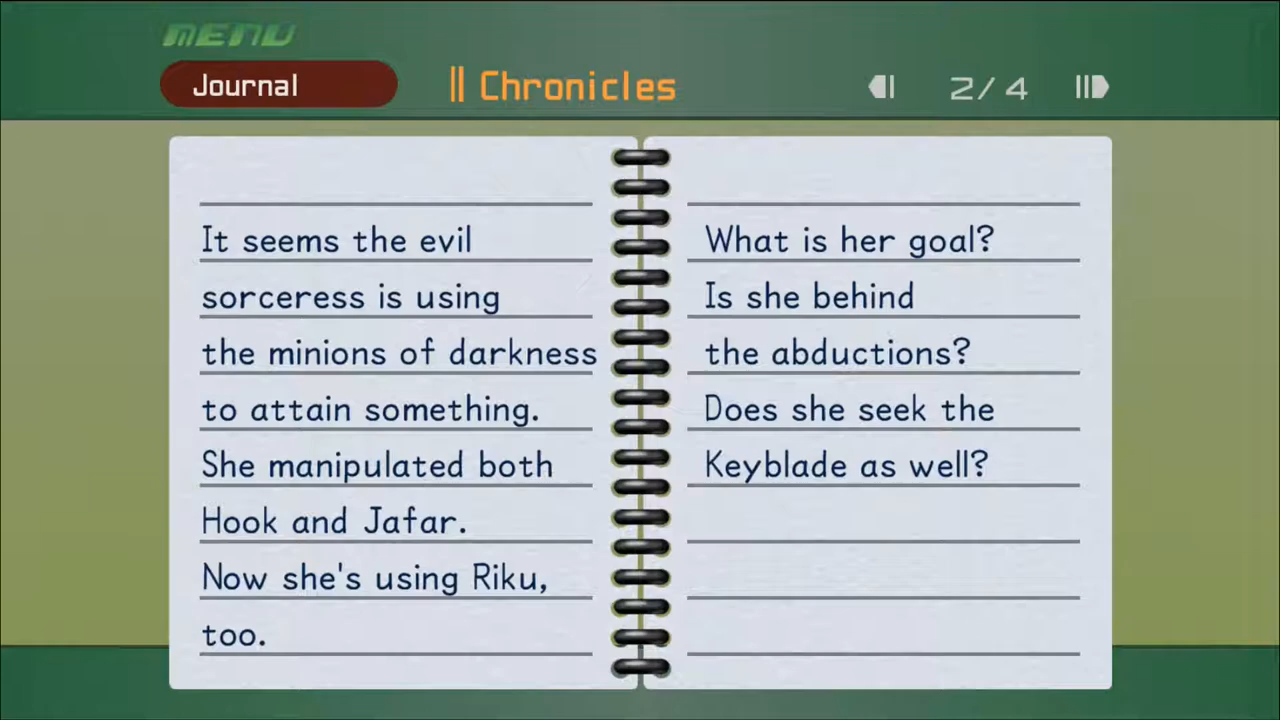 MENU
Journal
Chronicles
2/4
It seems the evil
sorceress is using
the minions of darkness
to attain something.
She manipulated both
Hook and Jafar.
Now she's using Riku,
too.
What is her goal?
Is she behind
the abductions?
Does she seek the
Keyblade as well?